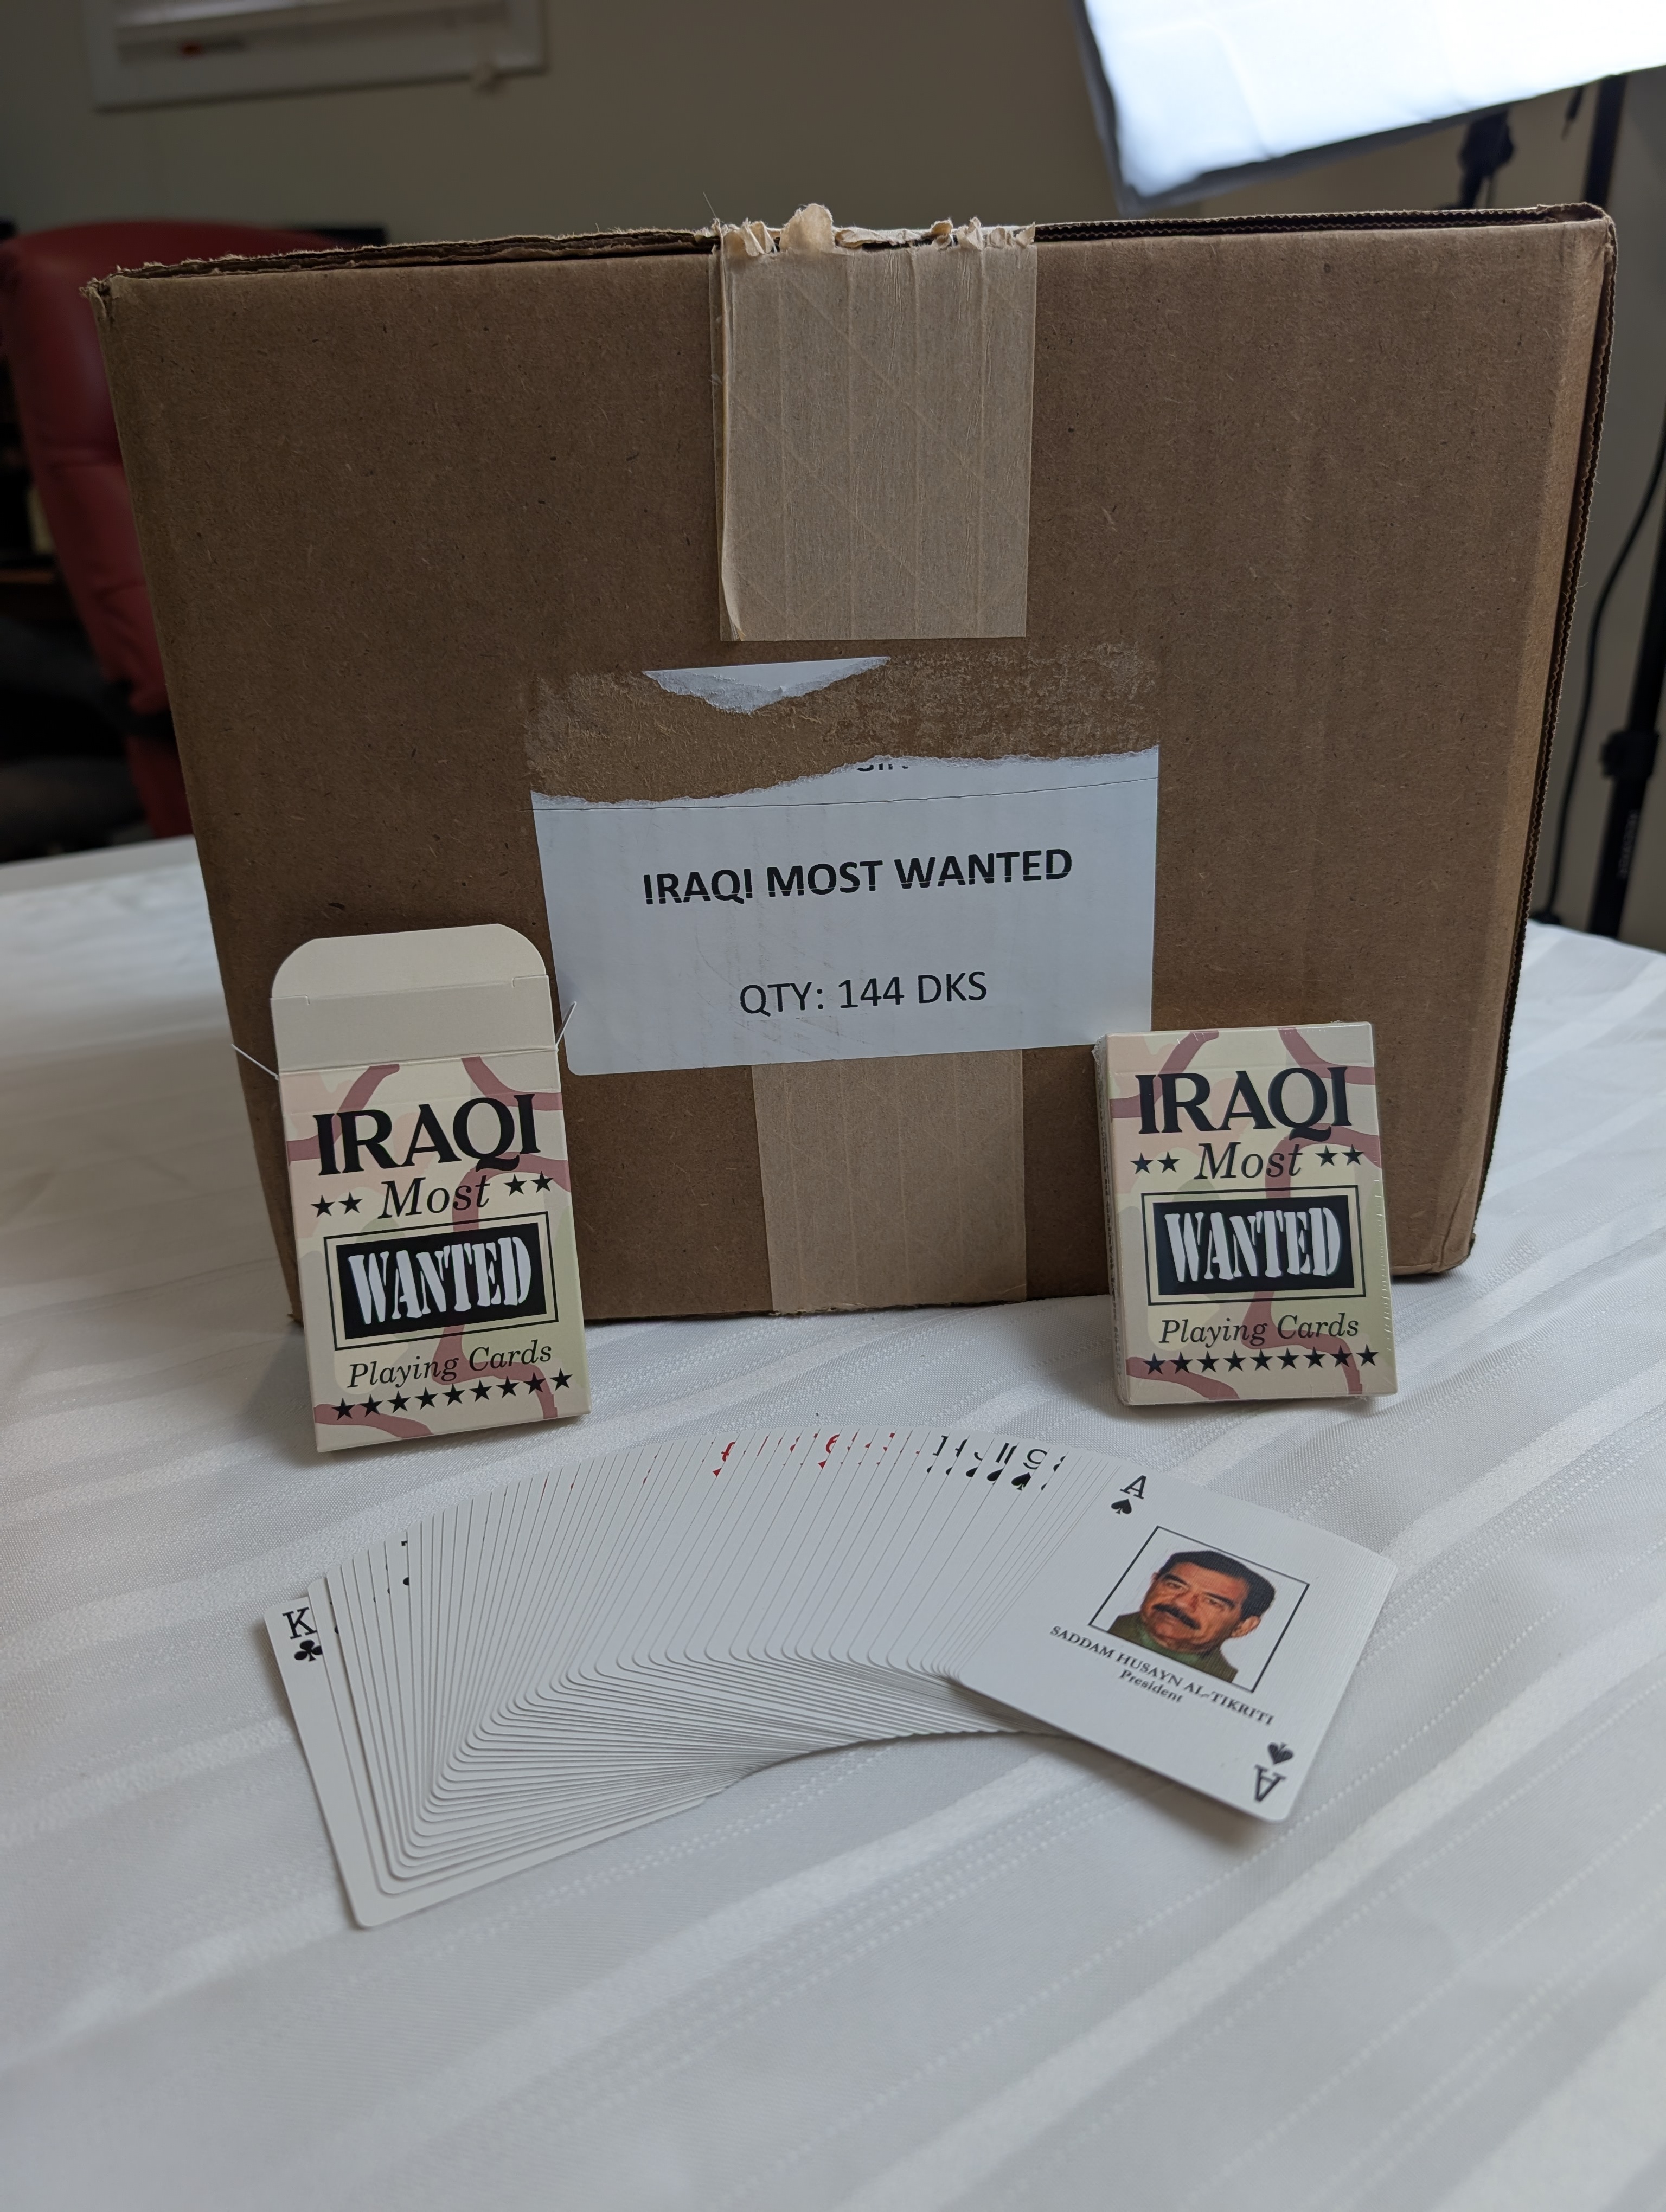 IRAQI MOST WANTED
QTY: 144 DKS
IRAQI
★★ Most ★★
WANTED
Playing Cards
★★★★★★★★★
IRAQI
★★ Most ★★
WANTED
Playing Cards
★★★★★★★★★
K
♣
A
♠
SADDAM HUSAYN AL-TIKRITI
President
♠
A